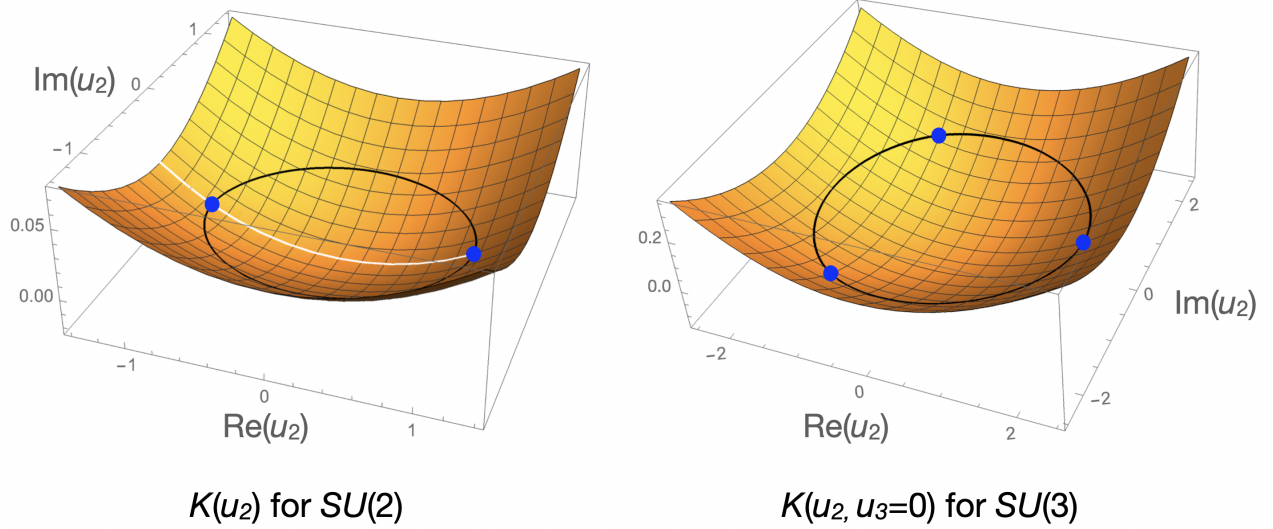 1
Im(u₂)
0
−1
0.05
0.00
−1
0
1
Re(u₂)
K(u₂) for SU(2)
0.2
0.0
−2
0
2
Re(u₂)
2
0
Im(u₂)
−2
K(u₂, u₃=0) for SU(3)